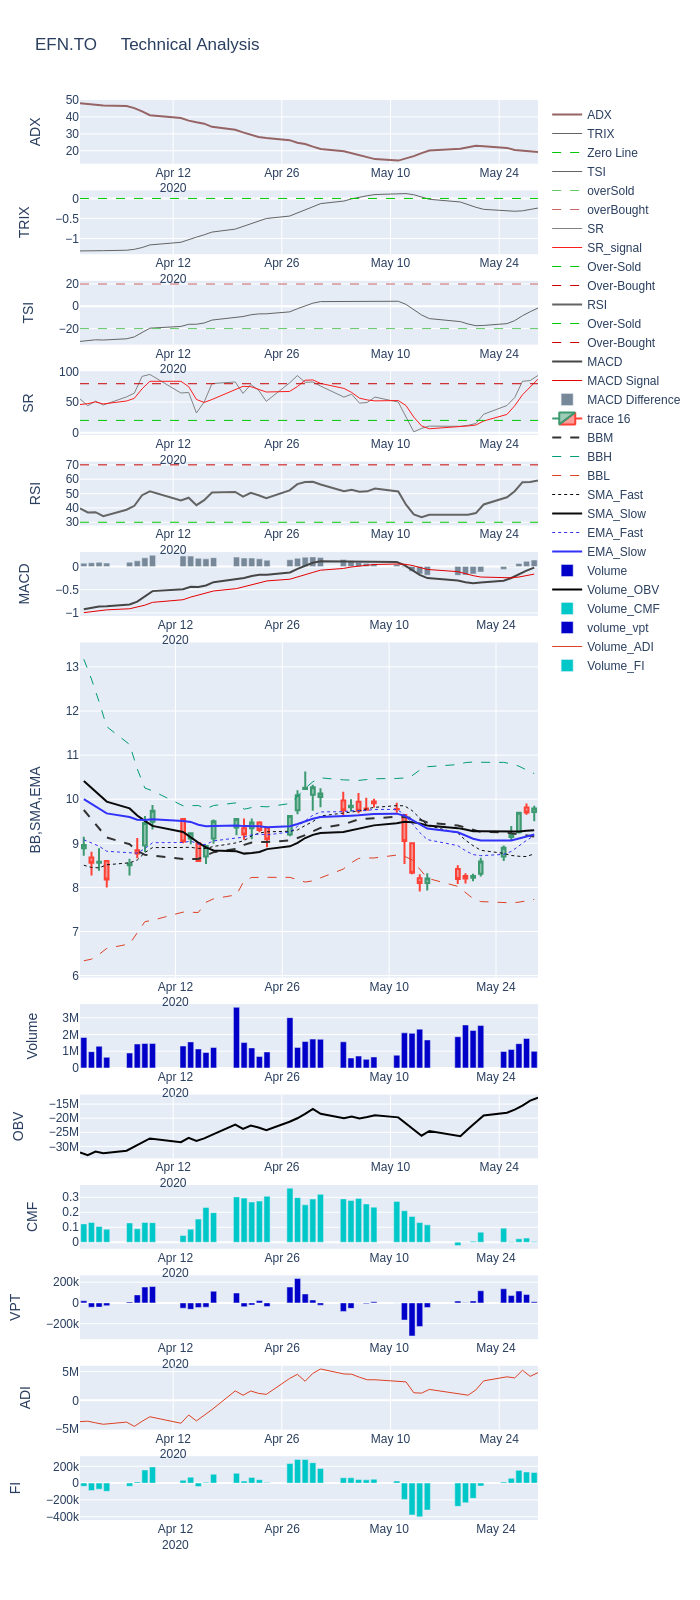 EFN.TO     Technical Analysis
ADX
50
40
30
20
Apr 12
2020
Apr 26
May 10
May 24
TRIX
0
−0.5
−1
Apr 12
2020
Apr 26
May 10
May 24
TSI
20
0
−20
Apr 12
2020
Apr 26
May 10
May 24
SR
100
50
0
Apr 12
2020
Apr 26
May 10
May 24
RSI
70
60
50
40
30
Apr 12
2020
Apr 26
May 10
May 24
MACD
0
−0.5
−1
Apr 12
2020
Apr 26
May 10
May 24
BB,SMA,EMA
13
12
11
10
9
8
7
6
Apr 12
2020
Apr 26
May 10
May 24
Volume
3M
2M
1M
0
Apr 12
2020
Apr 26
May 10
May 24
OBV
−15M
−20M
−25M
−30M
Apr 12
2020
Apr 26
May 10
May 24
CMF
0.3
0.2
0.1
0
Apr 12
2020
Apr 26
May 10
May 24
VPT
200k
0
−200k
Apr 12
2020
Apr 26
May 10
May 24
ADI
5M
0
−5M
Apr 12
2020
Apr 26
May 10
May 24
FI
200k
0
−200k
−400k
Apr 12
2020
Apr 26
May 10
May 24
ADX
TRIX
Zero Line
TSI
overSold
overBought
SR
SR_signal
Over-Sold
Over-Bought
RSI
Over-Sold
Over-Bought
MACD
MACD Signal
MACD Difference
trace 16
BBM
BBH
BBL
SMA_Fast
SMA_Slow
EMA_Fast
EMA_Slow
Volume
Volume_OBV
Volume_CMF
volume_vpt
Volume_ADI
Volume_FI